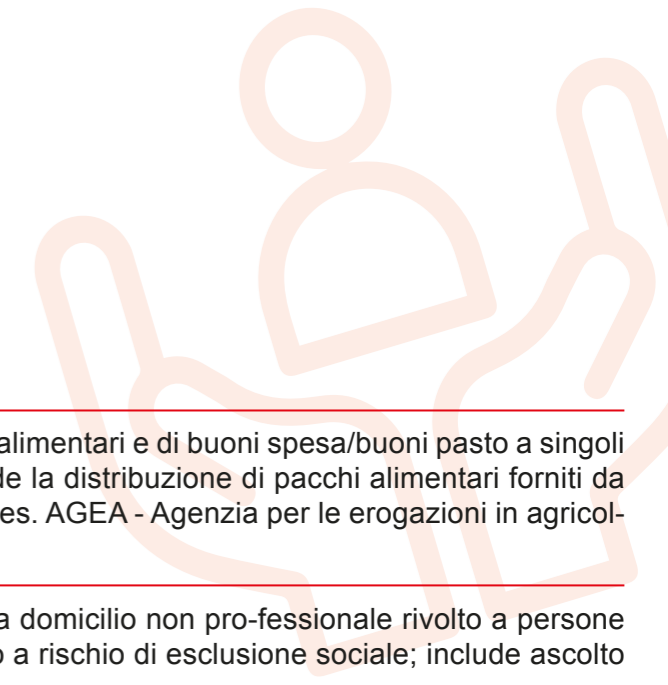 alimentari e di buoni spesa/buoni pasto a singoli
de la distribuzione di pacchi alimentari forniti da
es. AGEA - Agenzia per le erogazioni in agricol-
a domicilio non pro-fessionale rivolto a persone
o a rischio di esclusione sociale; include ascolto